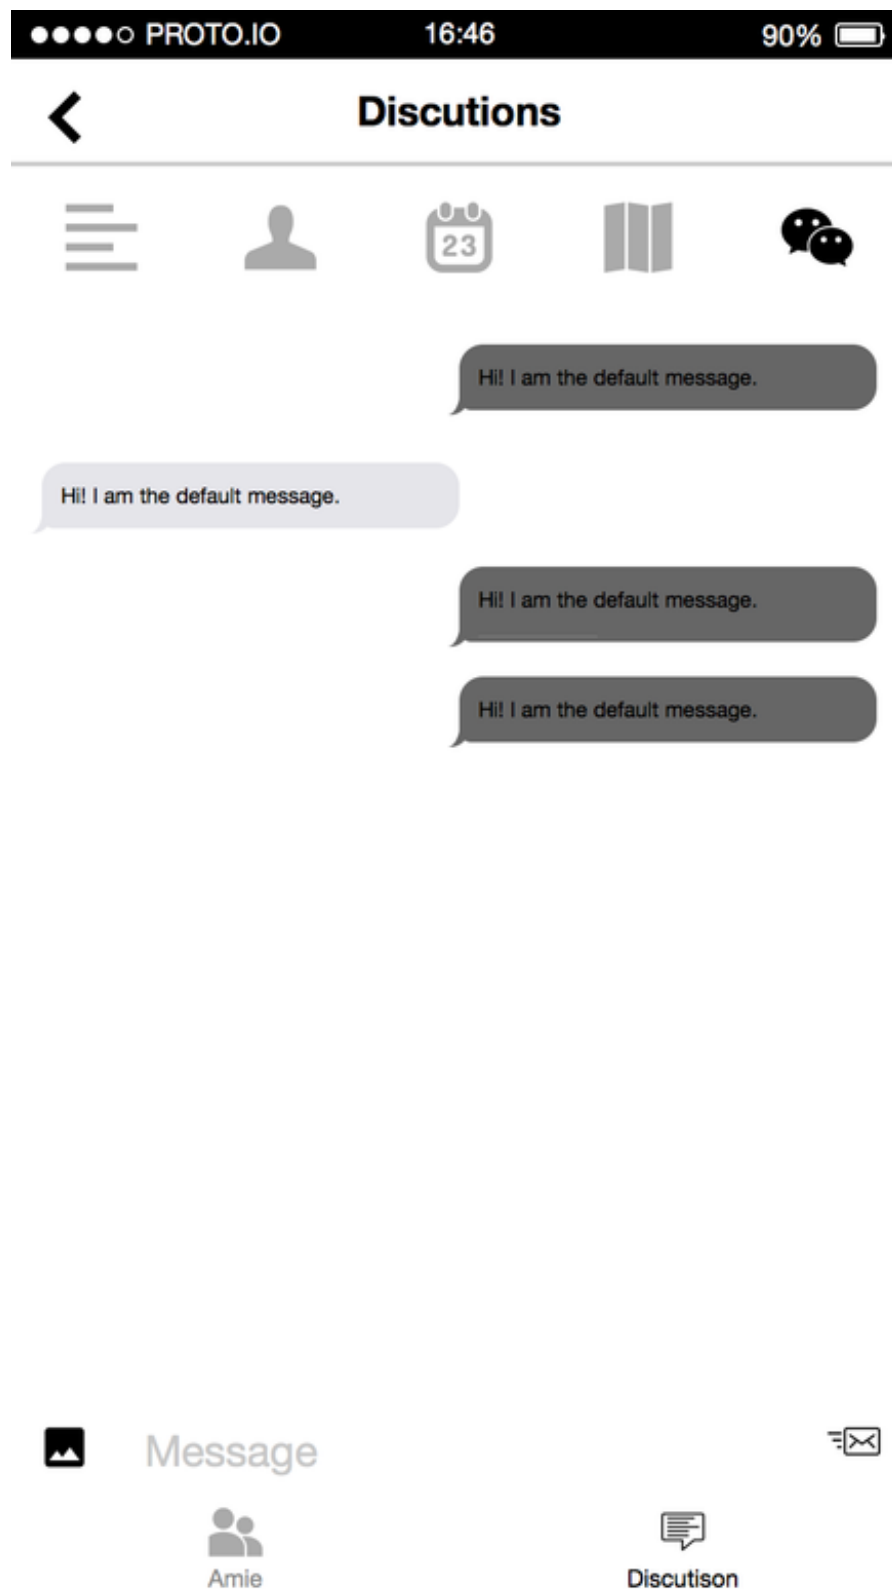 PROTO.IO 16:46 90%
Discutions
23
Hi! I am the default message.
Hi! I am the default message.
Hi! I am the default message.
Hi! I am the default message.
Message
Amie Discutison